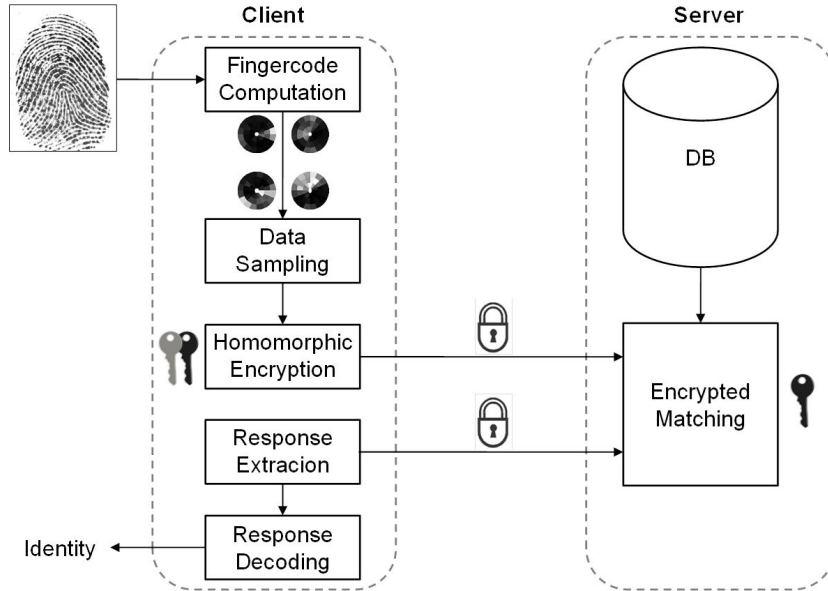 Client
Server
Fingercode
Computation
DB
Data
Sampling
Homomorphic
Encryption
Encrypted
Matching
Response
Extracion
Response
Decoding
Identity